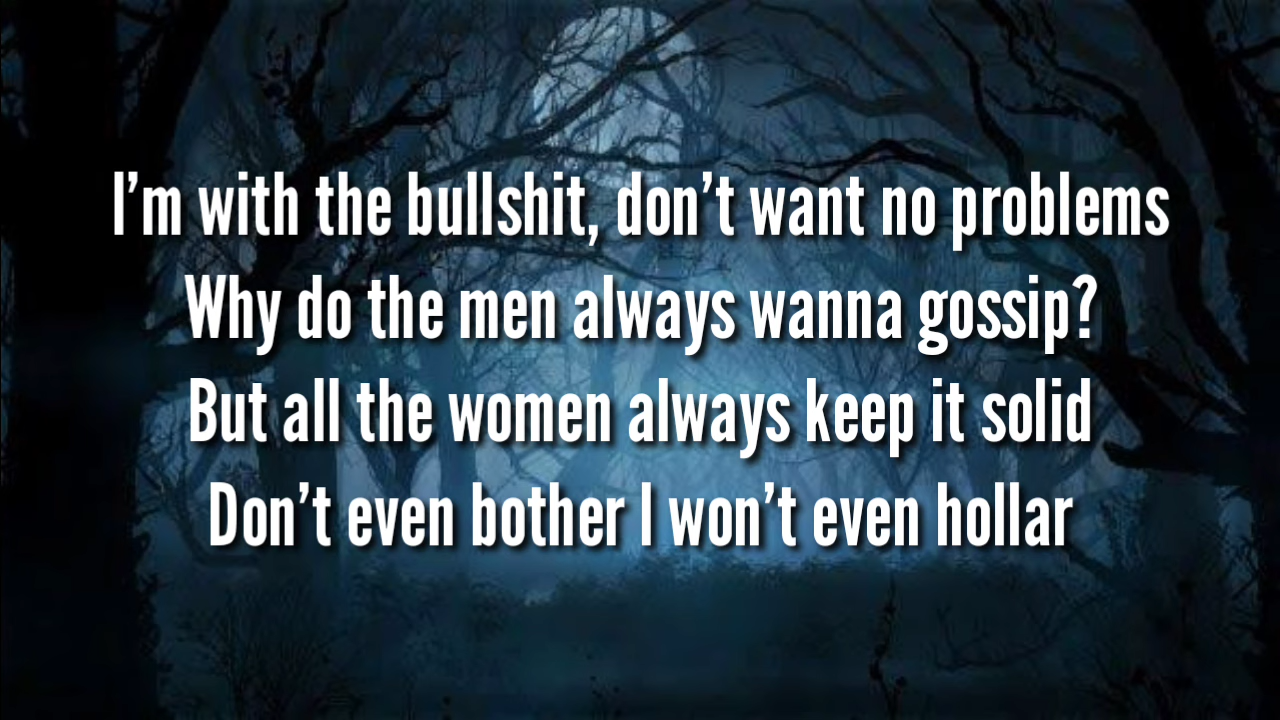 I’m with the bullshit, don’t want no problems
Why do the men always wanna gossip?
But all the women always keep it solid
Don’t even bother I won’t even hollar